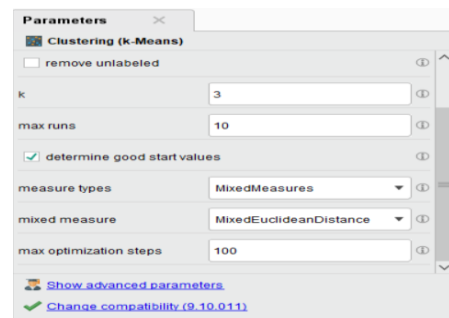 Parameters
Clustering (k-Means)
remove unlabeled
k 3
max runs 10
determine good start values
measure types MixedMeasures
mixed measure MixedEuclideanDistance
max optimization steps 100
Show advanced parameters
Change compatibility (9.10.011)